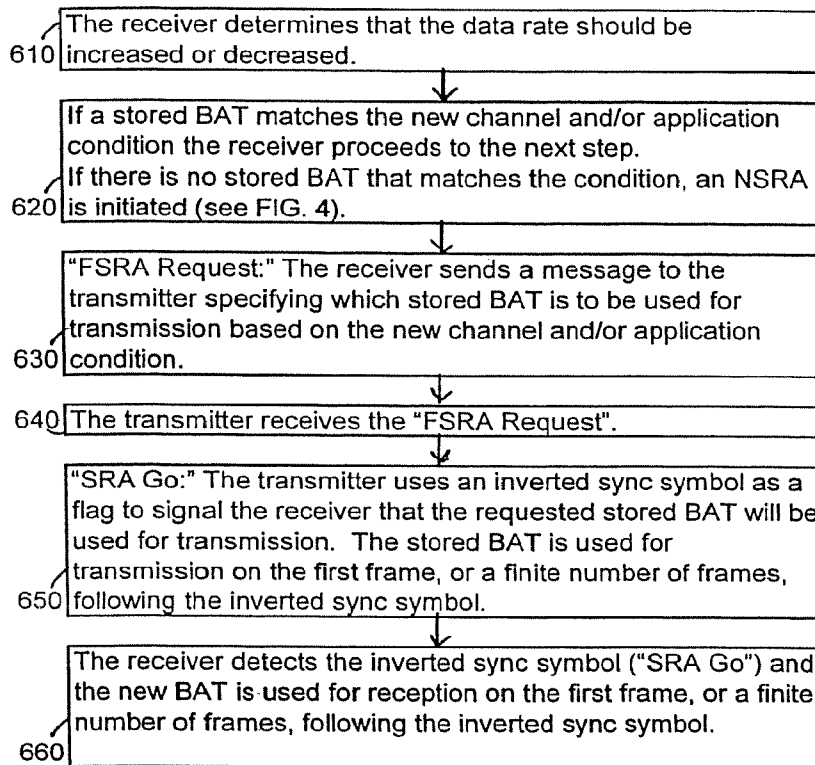 The receiver determines that the data rate should be
610 increased or decreased.
If a stored BAT matches the new channel and/or application
condition the receiver proceeds to the next step.
If there is no stored BAT that matches the condition, an NSRA
620 is initiated (see FIG. 4).
"FSRA Request:" The receiver sends a message to the
transmitter specifying which stored BAT is to be used for
transmission based on the new channel and/or application
630 condition.
640 The transmitter receives the "FSRA Request".
"SRA Go:" The transmitter uses an inverted sync symbol as a
flag to signal the receiver that the requested stored BAT will be
used for transmission. The stored BAT is used for
transmission on the first frame, or a finite number of frames,
650 following the inverted sync symbol.
The receiver detects the inverted sync symbol ("SRA Go") and
the new BAT is used for reception on the first frame, or a finite
number of frames, following the inverted sync symbol.
660